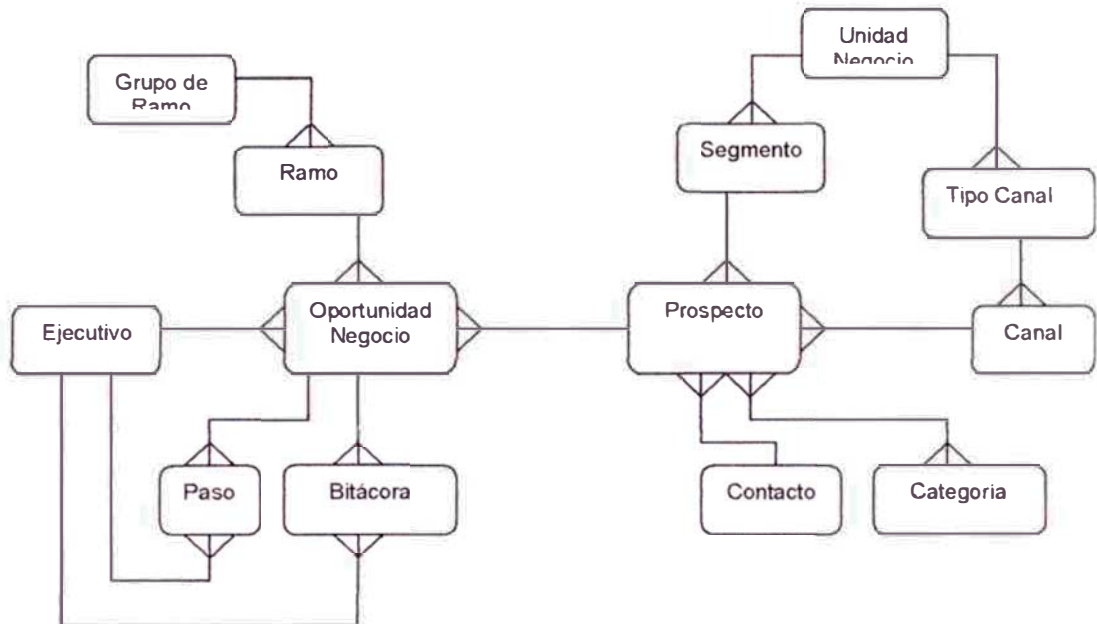 Unidad
Negocio
Grupo de
Ramo
Segmento
Ramo
Tipo Canal
Oportunidad
Negocio
Prospecto
Ejecutivo
Canal
Paso
Bitácora
Contacto
Categoria